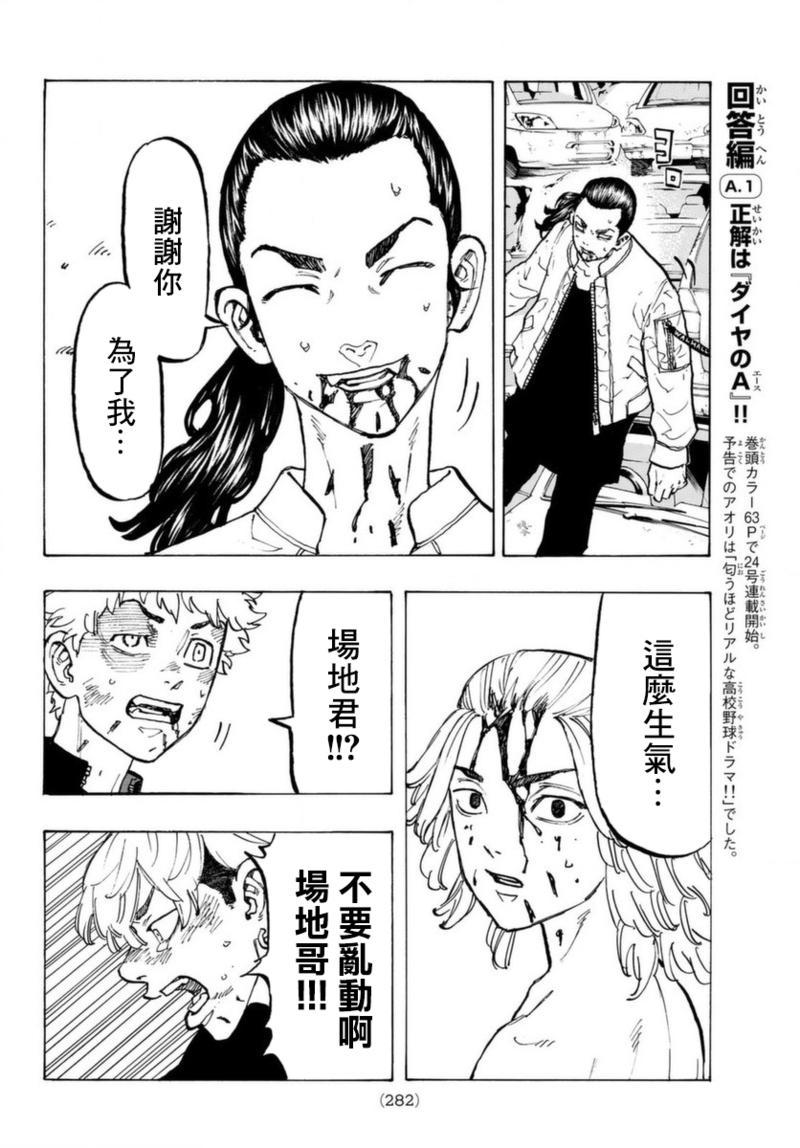 回答編
A.1
正解は『ダイヤのA』!!
巻頭カラー63Pで24号連載開始。
予告でのアオリは「匂うほどリアルな高校野球ドラマ!!」でした。
ヨロ
謝謝你
為了我…
這麼生氣…
場地君!!?
不要亂動啊
場地哥!!!
(282)